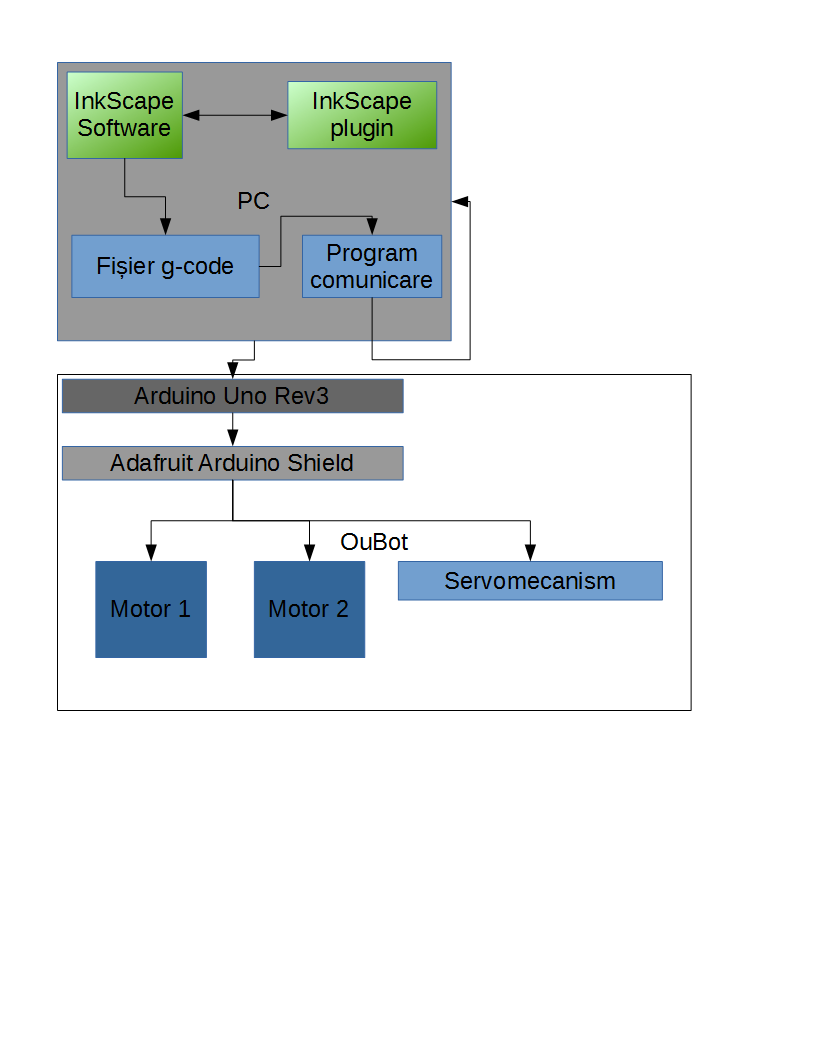 InkScape
Software
InkScape
plugin
PC
Fișier g-code
Program
comunicare
Arduino Uno Rev3
Adafruit Arduino Shield
OuBot
Motor 1
Motor 2
Servomecanism